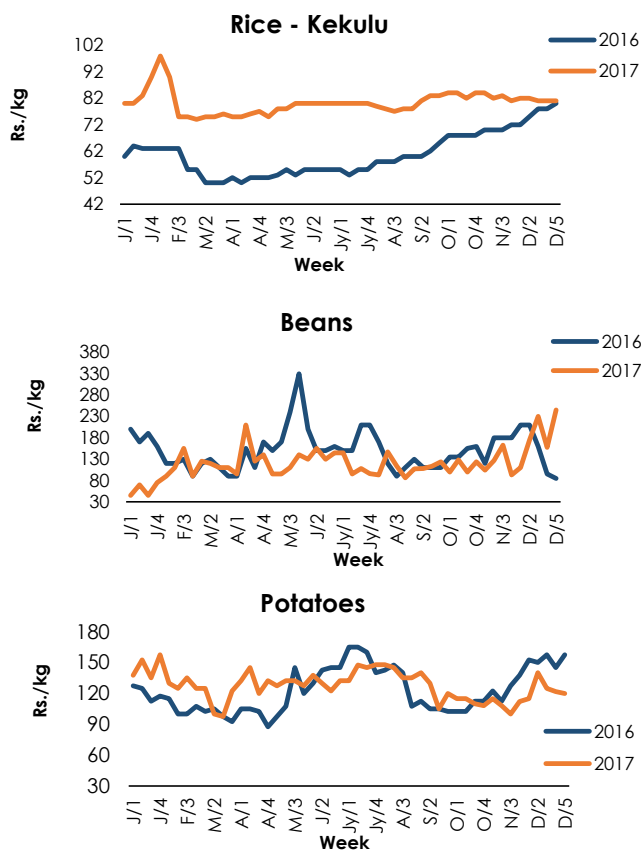 Rice - Kekulu
2016
2017
Rs./kg
102
92
82
72
62
52
42
J/1 J/4 F/3 M/2 A/1 A/4 M/3 J/2 Jy/1 Jy/4 A/3 S/2 O/1 O/4 N/3 D/2 D/5
Week
Beans
2016
2017
Rs./kg
380
330
280
230
180
130
80
30
J/1 J/4 F/3 M/2 A/1 A/4 M/3 J/2 Jy/1 Jy/4 A/3 S/2 O/1 O/4 N/3 D/2 D/5
Week
Potatoes
Rs./kg
180
150
120
90
60
30
2016
2017
J/1 J/4 F/3 M/2 A/1 A/4 M/3 J/2 Jy/1 Jy/4 A/3 S/2 O/1 O/4 N/3 D/2 D/5
Week